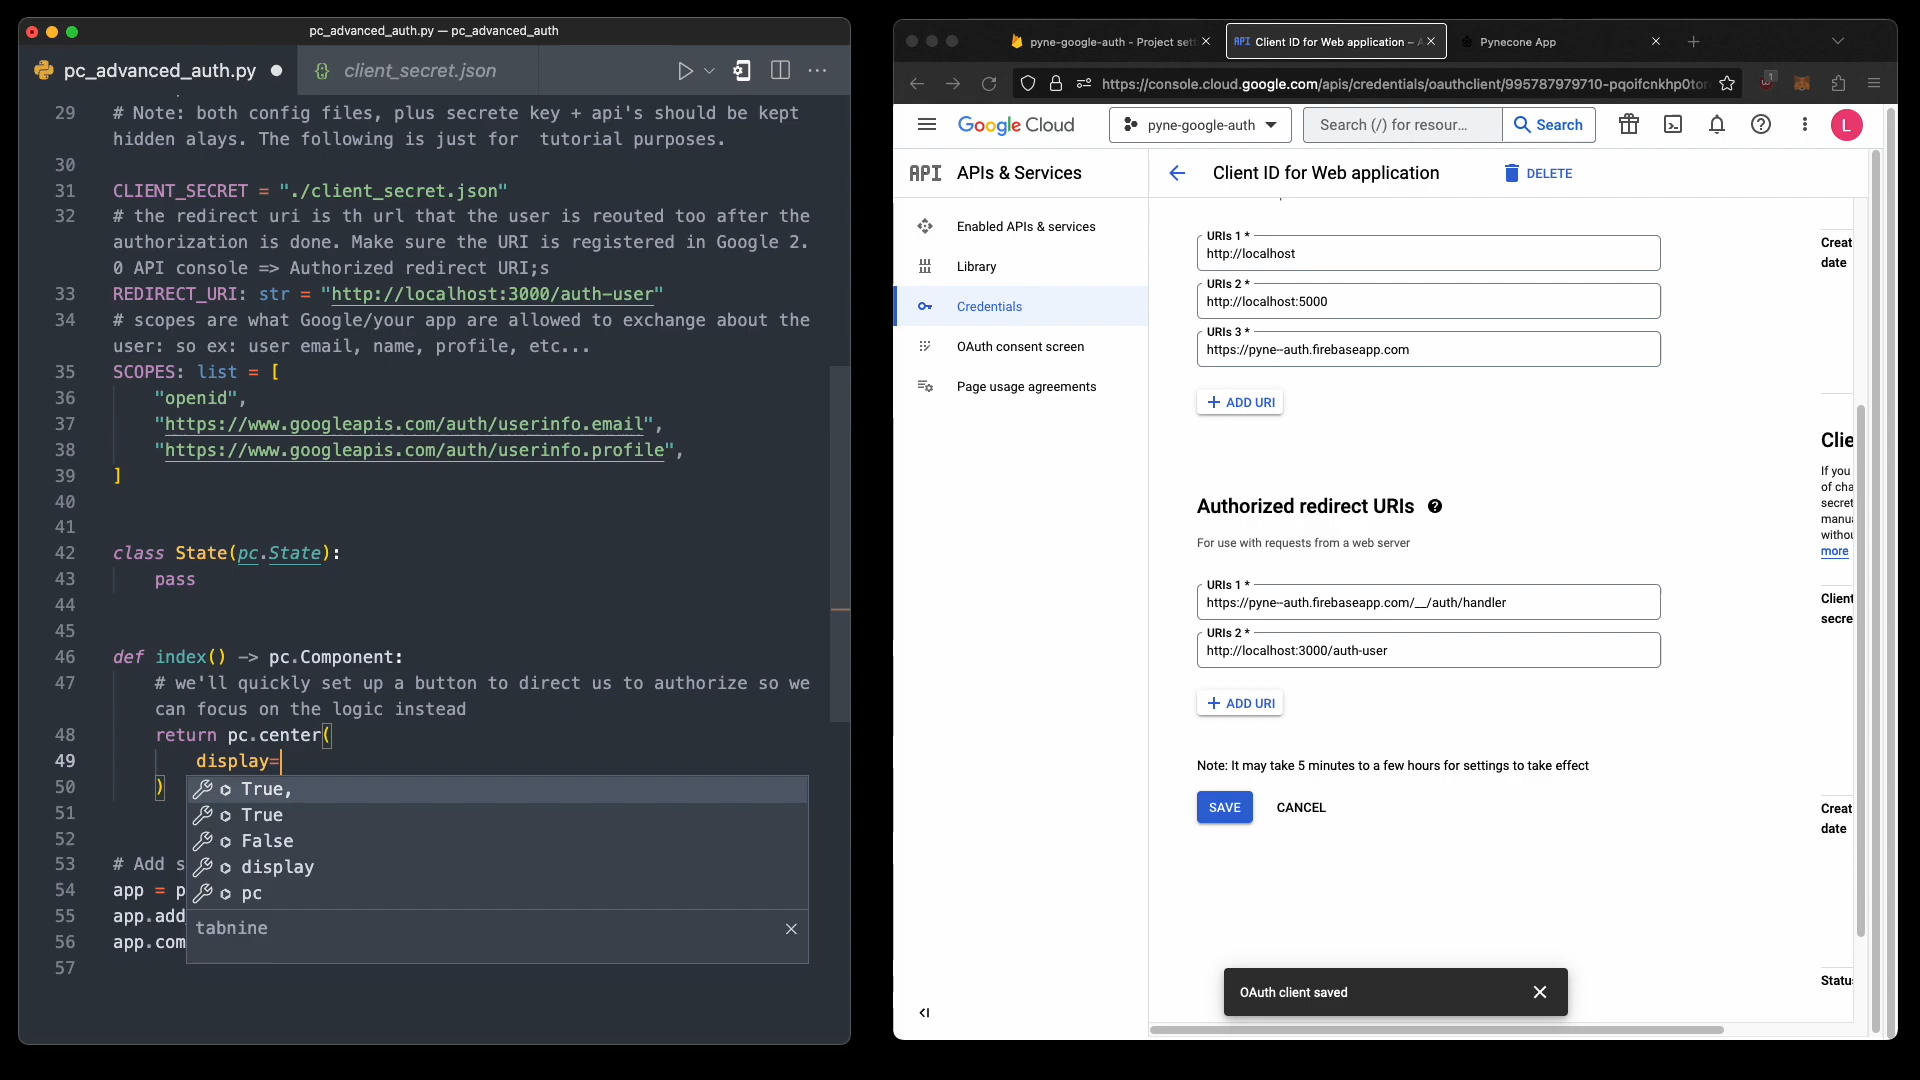 pc_advanced_auth.py — pc_advanced_auth
pc_advanced_auth.py
client_secret.json
29 # Note: both config files, plus secrete key + api's should be kept
hidden alays. The following is just for  tutorial purposes.
30
31 CLIENT_SECRET = "./client_secret.json"
32 # the redirect uri is th url that the user is reouted too after the
authorization is done. Make sure the URI is registered in Google 2.
0 API console => Authorized redirect URI;s
33 REDIRECT_URI: str = "http://localhost:3000/auth-user"
34 # scopes are what Google/your app are allowed to exchange about the
user: so ex: user email, name, profile, etc...
35 SCOPES: list = [
36 "openid",
37 "https://www.googleapis.com/auth/userinfo.email",
38 "https://www.googleapis.com/auth/userinfo.profile",
39 ]
40
41
42 class State(pc.State):
43 pass
44
45
46 def index() -> pc.Component:
47 # we'll quickly set up a button to direct us to authorize so we
can focus on the logic instead
48 return pc.center(
49 display=
50 )
51
52
53 # Add s
54 app = p
55 app.add
56 app.com
57
True,
True
False
display
pc
tabnine
pyne-google-auth - Project set
API Client ID for Web application –
Pynecone App
https://console.cloud.google.com/apis/credentials/oauthclient/995787979710-pqoifcnkhp0tor
1
Google Cloud
pyne-google-auth
Search (/) for resour...
Search
L
API APIs & Services
Client ID for Web application
DELETE
Enabled APIs & services
Library
Credentials
OAuth consent screen
Page usage agreements
URIs 1 *
http://localhost
URIs 2 *
http://localhost:5000
URIs 3 *
https://pyne--auth.firebaseapp.com
ADD URI
Authorized redirect URIs
For use with requests from a web server
URIs 1 *
https://pyne--auth.firebaseapp.com/__/auth/handler
URIs 2 *
http://localhost:3000/auth-user
ADD URI
Note: It may take 5 minutes to a few hours for settings to take effect
SAVE
CANCEL
OAuth client saved
Creat
date
Clie
If you
of cha
secret
manu
withou
more
Client
secre
Creat
date
Statu